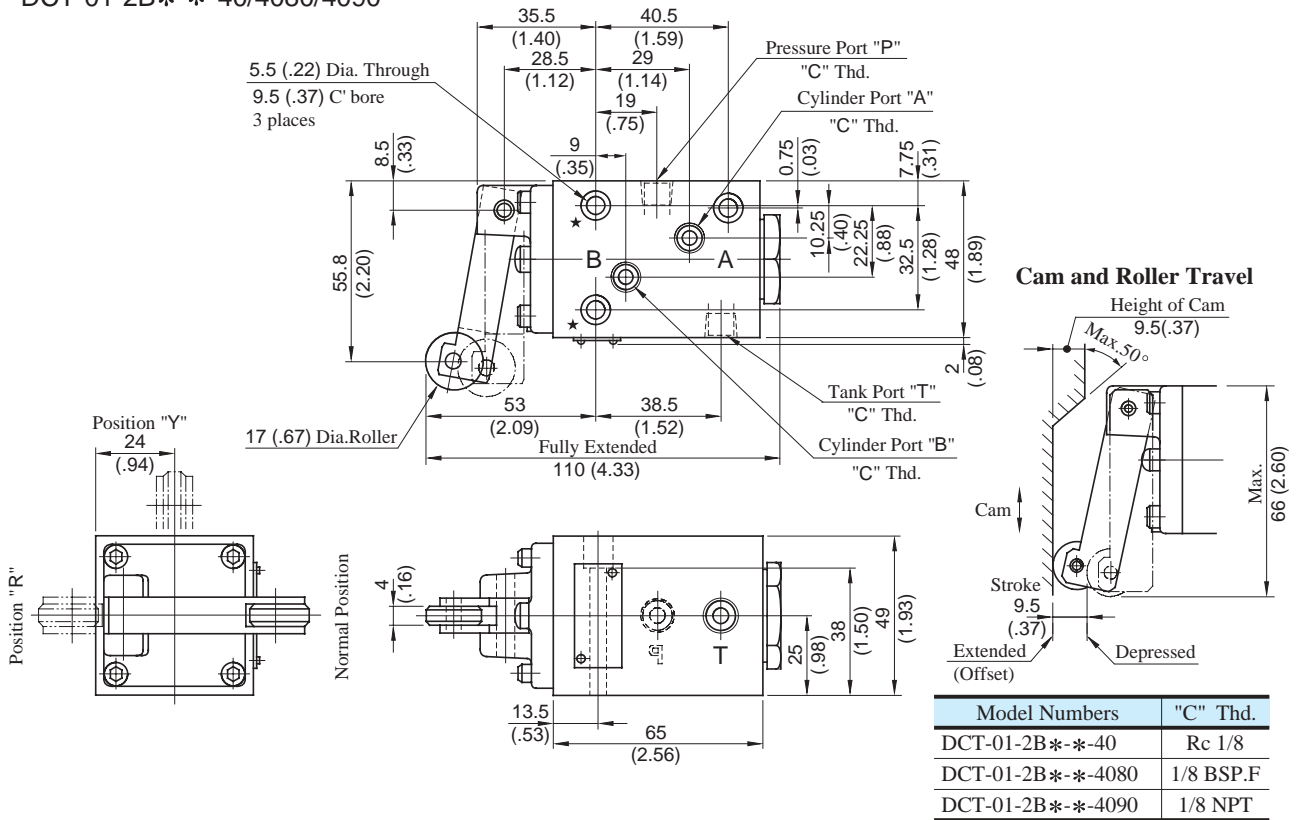 DCT-01-2B*-*-40/4080/4090
35.5
(1.40)
40.5
(1.59)
28.5
(1.12)
29
(1.14)
19
(.75)
9
(.35)
5.5 (.22) Dia. Through
9.5 (.37) C' bore
3 places
Pressure Port "P"
"C" Thd.
Cylinder Port "A"
"C" Thd.
8.5
(.33)
55.8
(2.20)
0.75
(.03)
7.75
(.31)
10.25
(.40)
22.25
(.88)
32.5
(1.28)
48
(1.89)
2
(.08)
★
B
A
★
53
(2.09)
38.5
(1.52)
Fully Extended
110 (4.33)
17 (.67) Dia.Roller
Tank Port "T"
"C" Thd.
Cylinder Port "B"
"C" Thd.
Cam and Roller Travel
Height of Cam
9.5(.37)
Max.50°
Cam
Max.
66 (2.60)
Stroke
9.5
(.37)
Extended
(Offset)
Depressed
Position "Y"
24
(.94)
Position "R"
Normal Position
4
(.16)
P
T
25
(.98)
38
(1.50)
49
(1.93)
13.5
(.53)
65
(2.56)
Model Numbers "C" Thd.
DCT-01-2B*-*-40 Rc 1/8
DCT-01-2B*-*-4080 1/8 BSP.F
DCT-01-2B*-*-4090 1/8 NPT